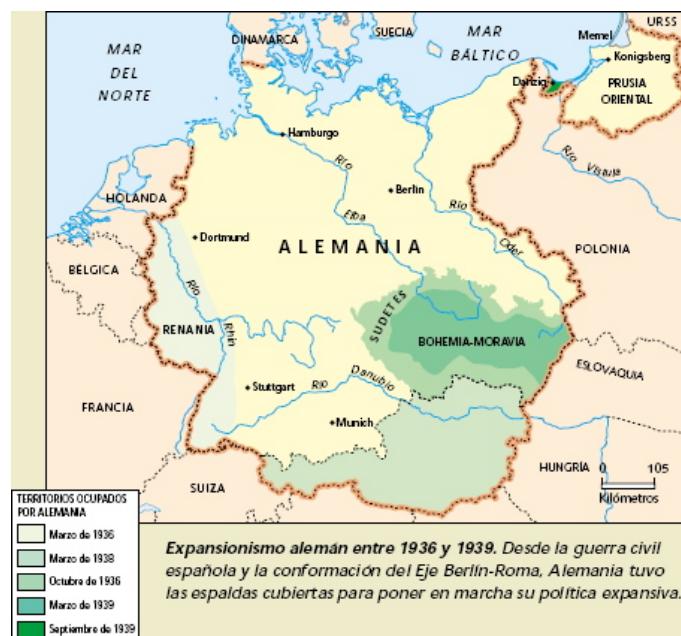 MAR
DEL
NORTE
DINAMARCA
SUECIA
MAR
BÁLTICO
URSS
Memel
Konigsberg
Danzig
PRUSIA
ORIENTAL
Hamburgo
Río
Elba
Berlin
Río
Oder
Río Vístula
HOLANDA
Dortmund
ALEMANIA
POLONIA
BÉLGICA
Río
Rhin
RENANIA
SUDETES
BOHEMIA-MORAVIA
ESLOVAQUIA
Stuttgart
Río
Danubio
FRANCIA
Munich
HUNGRÍA
SUIZA
0 105
Kilómetros
TERRITORIOS OCUPADOS
POR ALEMANIA
Marzo de 1936
Marzo de 1938
Octubre de 1936
Marzo de 1939
Septiembre de 1939
Expansionismo alemán entre 1936 y 1939. Desde la guerra civil
española y la conformación del Eje Berlín-Roma, Alemania tuvo
las espaldas cubiertas para poner en marcha su política expansiva.